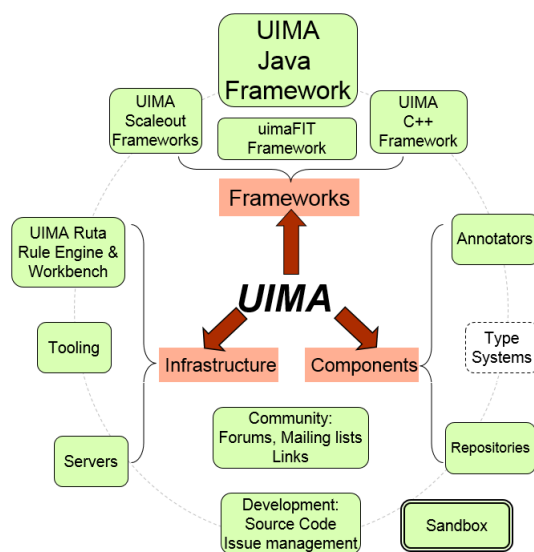 UIMA
Java
Framework
UIMA
Scaleout
Frameworks
uimaFIT
Framework
UIMA
C++
Framework
Frameworks
UIMA Ruta
Rule Engine &
Workbench
Annotators
UIMA
Tooling
Type
Systems
Infrastructure
Components
Community:
Forums, Mailing lists
Links
Servers
Repositories
Development:
Source Code
Issue management
Sandbox